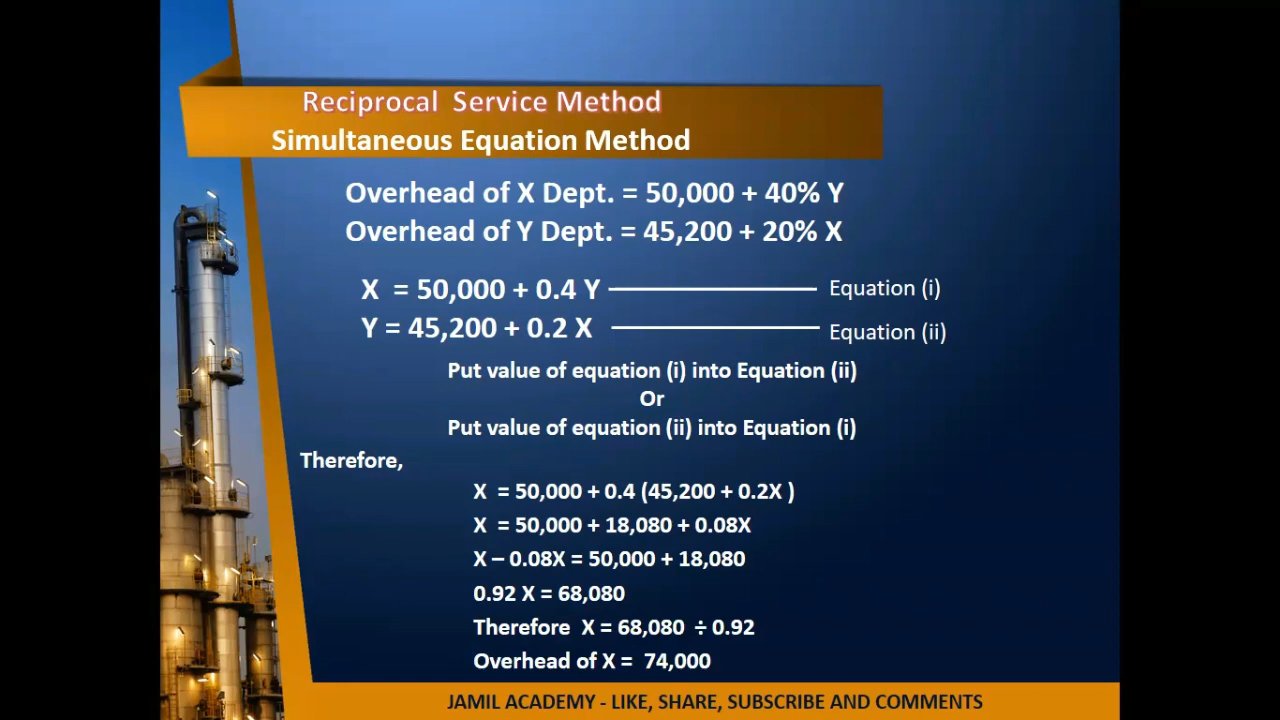 Reciprocal Service Method
Simultaneous Equation Method
Overhead of X Dept. = 50,000 + 40% Y
Overhead of Y Dept. = 45,200 + 20% X
X = 50,000 + 0.4 Y Equation (i)
Y = 45,200 + 0.2 X Equation (ii)
Put value of equation (i) into Equation (ii)
Or
Put value of equation (ii) into Equation (i)
Therefore,
X = 50,000 + 0.4 (45,200 + 0.2X )
X = 50,000 + 18,080 + 0.08X
X – 0.08X = 50,000 + 18,080
0.92 X = 68,080
Therefore X = 68,080 ÷ 0.92
Overhead of X = 74,000
JAMIL ACADEMY - LIKE, SHARE, SUBSCRIBE AND COMMENTS